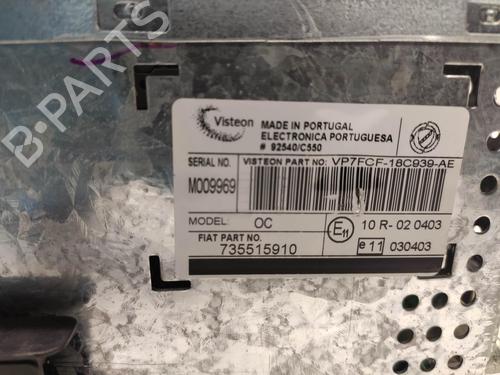 Visteon
MADE IN PORTUGAL
ELECTRONICA PORTUGUESA
# 92540/C550
SERIAL NO.
VISTEON PART NO: VP7FCF-18C939-AE
M009969
MODEL: OC
E11 10 R- 02 0403
FIAT PART NO.
735515910
e 11 030403
B-PARTS